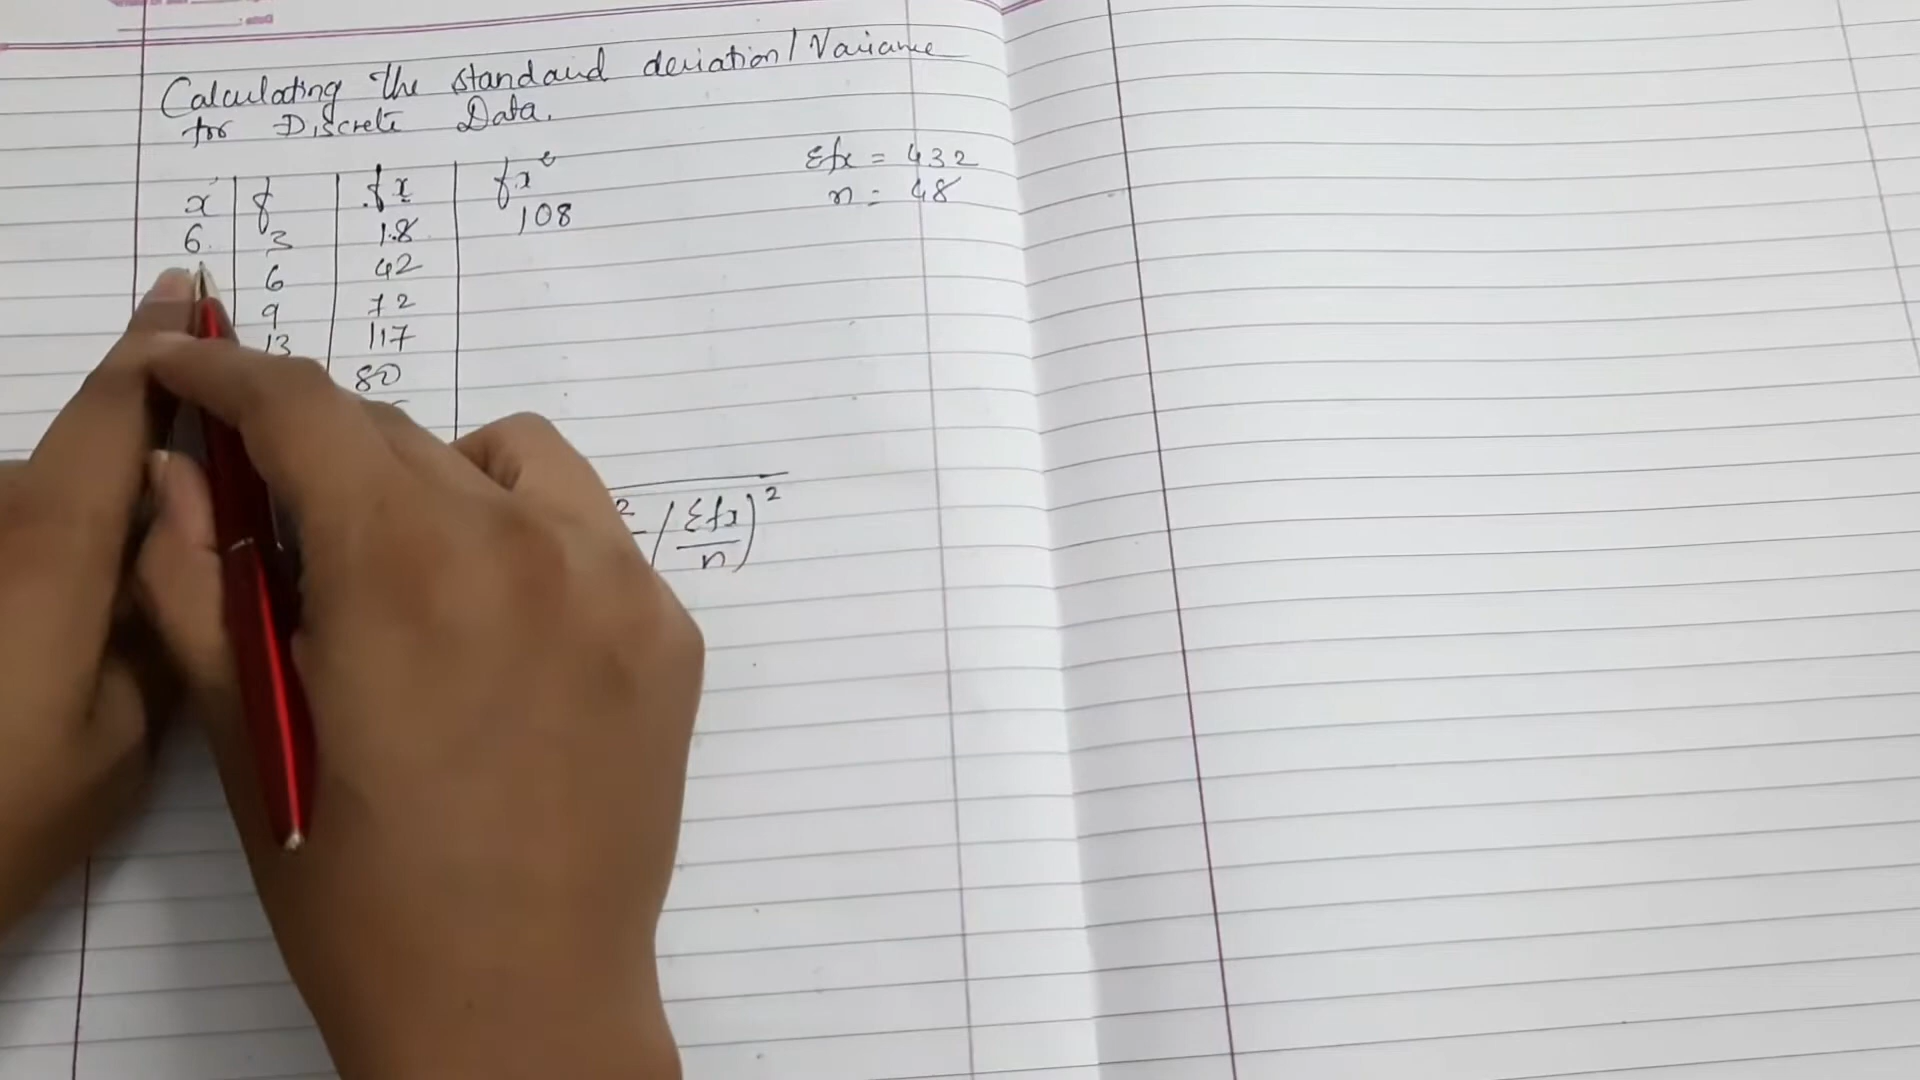 Calculating the standard deviation/Variance
for Discrete Data.
x f fx fx²
6 3 18 108
6 42
9 72
13 117
80
Σfx = 432
n = 48
2 (Σfx/n)²